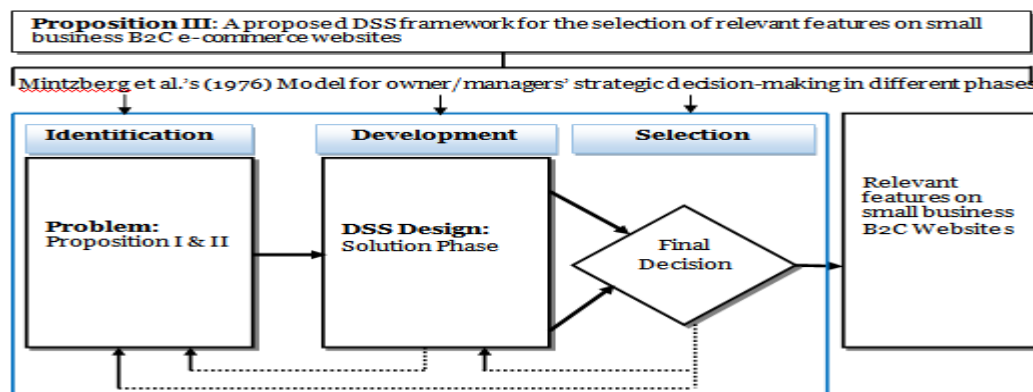 Proposition III: A proposed DSS framework for the selection of relevant features on small
business B2C e-commerce websites
Mintzberg et al.'s (1976) Model for owner/managers' strategic decision-making in different phases
Identification
Development
Selection
Problem:
Proposition I & II
DSS Design:
Solution Phase
Final
Decision
Relevant
features on
small business
B2C Websites